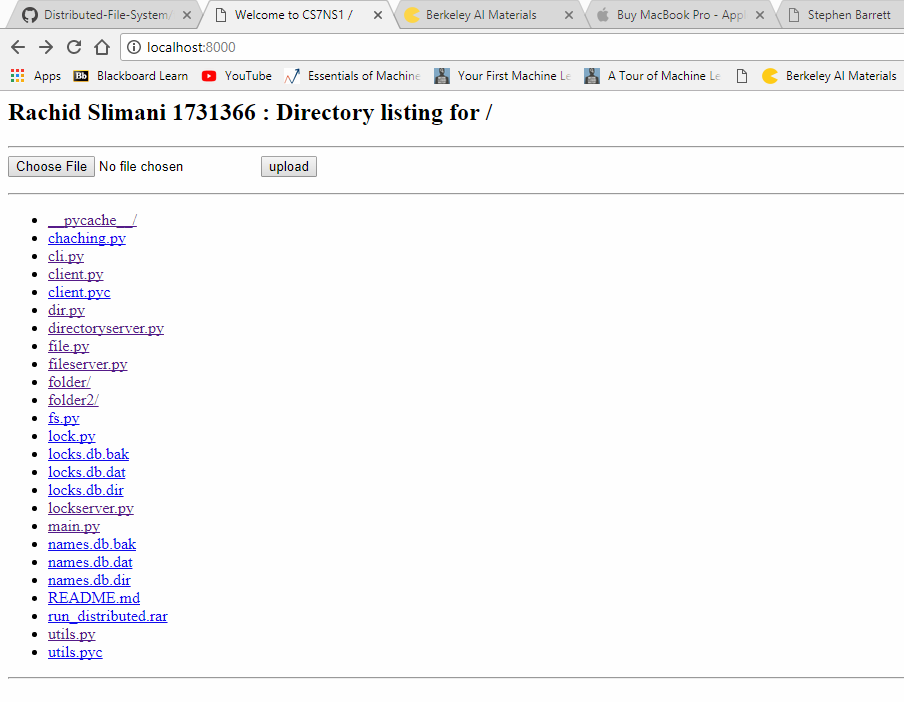 Distributed-File-System/ Welcome to CS7NS1 / Berkeley AI Materials Buy MacBook Pro - Appl Stephen Barrett
localhost:8000
Apps Bb Blackboard Learn YouTube Essentials of Machine Your First Machine Le A Tour of Machine Le Berkeley AI Materials
Rachid Slimani 1731366 : Directory listing for /
Choose File No file chosen upload
__pycache__/
chaching.py
cli.py
client.py
client.pyc
dir.py
directoryserver.py
file.py
fileserver.py
folder/
folder2/
fs.py
lock.py
locks.db.bak
locks.db.dat
locks.db.dir
lockserver.py
main.py
names.db.bak
names.db.dat
names.db.dir
README.md
run_distributed.rar
utils.py
utils.pyc